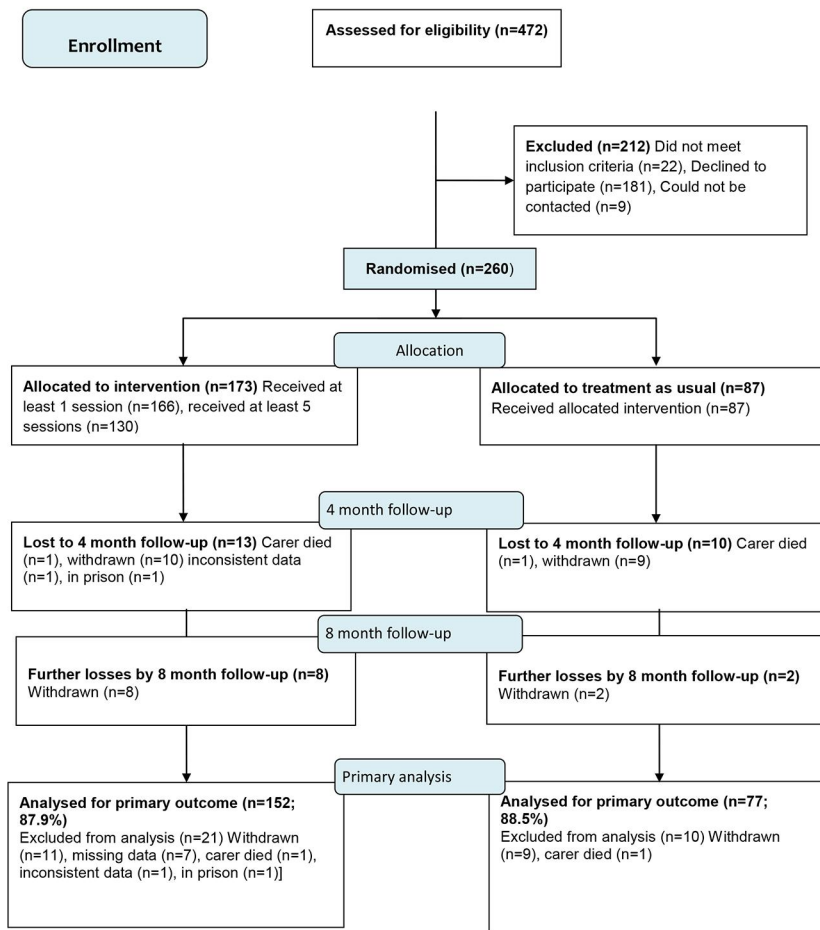 Enrollment
Assessed for eligibility (n=472)
Excluded (n=212) Did not meet
inclusion criteria (n=22), Declined to
participate (n=181), Could not be
contacted (n=9)
Randomised (n=260)
Allocation
Allocated to intervention (n=173) Received at
least 1 session (n=166), received at least 5
sessions (n=130)
Allocated to treatment as usual (n=87)
Received allocated intervention (n=87)
4 month follow-up
Lost to 4 month follow-up (n=13) Carer died
(n=1), withdrawn (n=10) inconsistent data
(n=1), in prison (n=1)
Lost to 4 month follow-up (n=10) Carer died
(n=1), withdrawn (n=9)
8 month follow-up
Further losses by 8 month follow-up (n=8)
Withdrawn (n=8)
Further losses by 8 month follow-up (n=2)
Withdrawn (n=2)
Primary analysis
Analysed for primary outcome (n=152;
87.9%)
Excluded from analysis (n=21) Withdrawn
(n=11), missing data (n=7), carer died (n=1),
inconsistent data (n=1), in prison (n=1)]
Analysed for primary outcome (n=77;
88.5%)
Excluded from analysis (n=10) Withdrawn
(n=9), carer died (n=1)